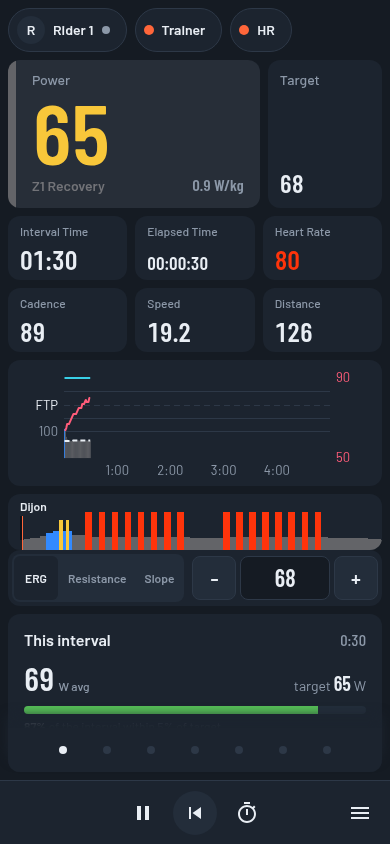 R Rider 1 Trainer HR
Power
65
Z1 Recovery 0.9 W/kg
Target
68
Interval Time Elapsed Time Heart Rate
01:30 00:00:30 80
Cadence Speed Distance
89 19.2 126
90
FTP
100
50
1:00 2:00 3:00 4:00
Dijon
ERG Resistance Slope - 68 +
This interval 0:30
69 W avg target 65 W